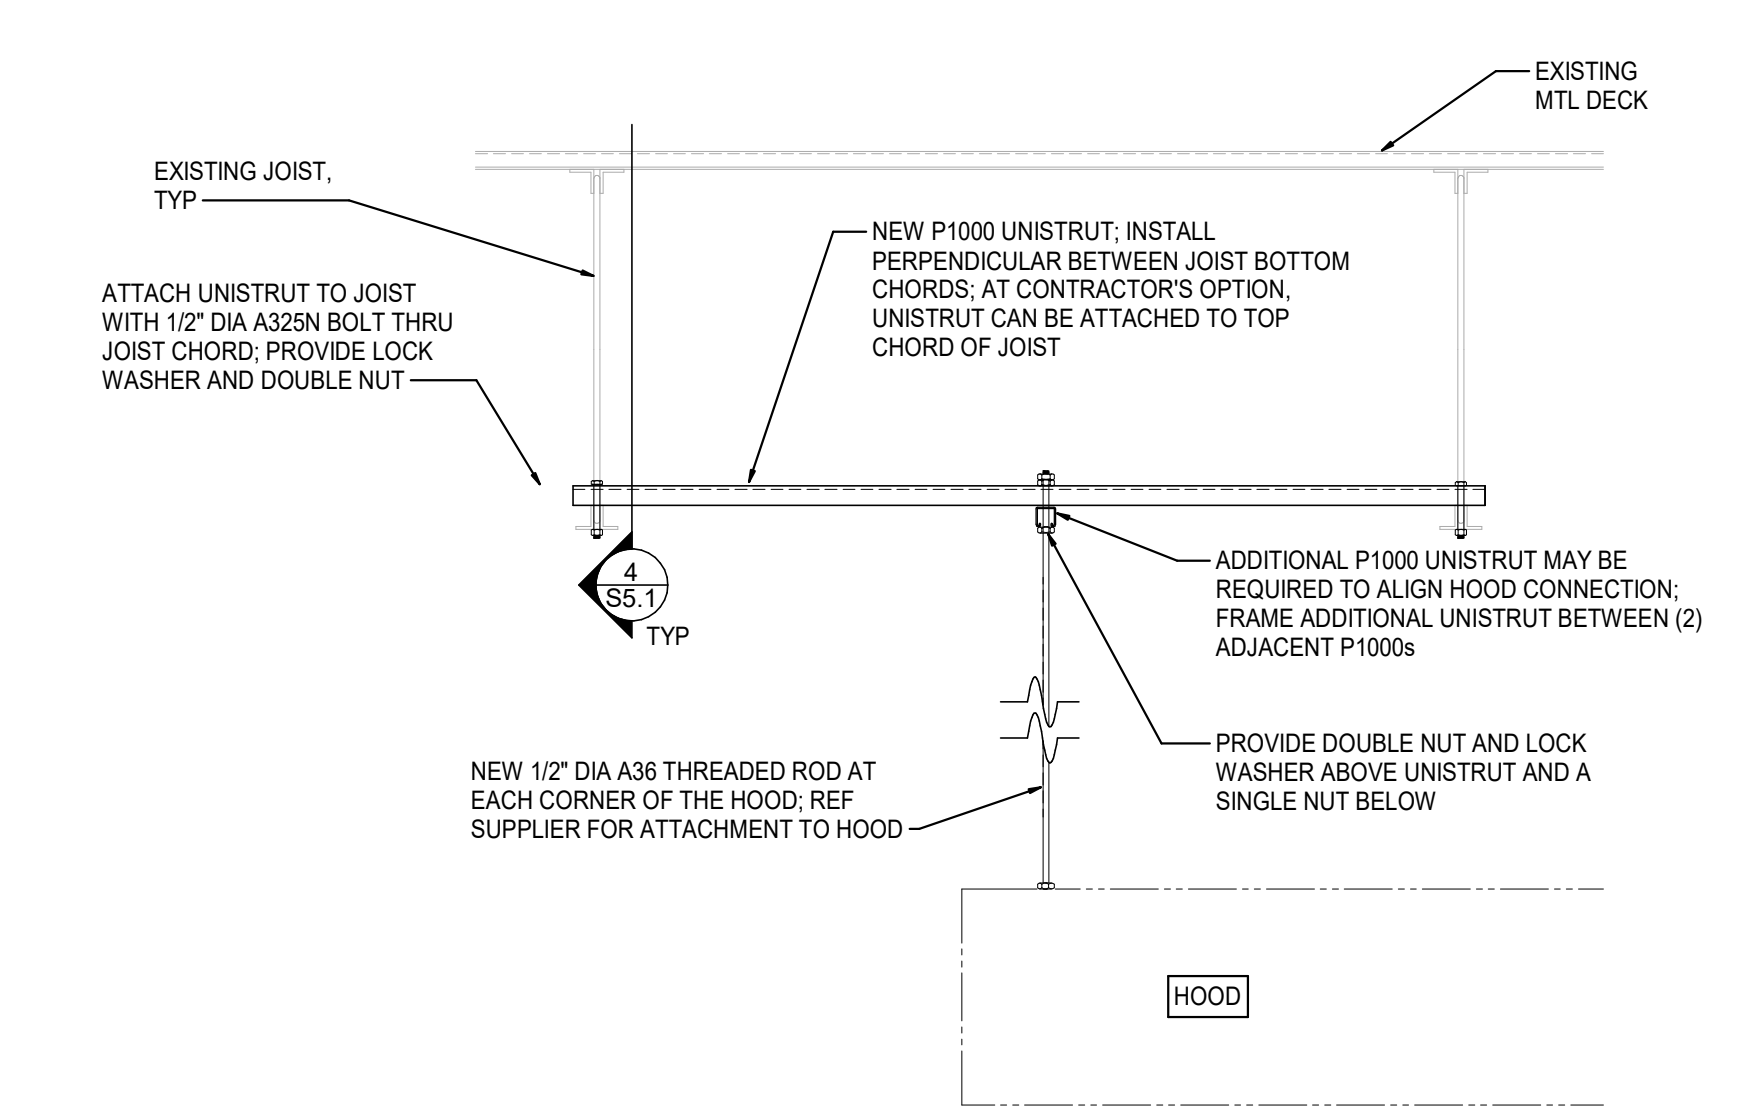 EXISTING
MTL DECK
EXISTING JOIST,
TYP
NEW P1000 UNISTRUT; INSTALL
PERPENDICULAR BETWEEN JOIST BOTTOM
CHORDS; AT CONTRACTOR'S OPTION,
UNISTRUT CAN BE ATTACHED TO TOP
CHORD OF JOIST
ATTACH UNISTRUT TO JOIST
WITH 1/2" DIA A325N BOLT THRU
JOIST CHORD; PROVIDE LOCK
WASHER AND DOUBLE NUT
4
S5.1
TYP
ADDITIONAL P1000 UNISTRUT MAY BE
REQUIRED TO ALIGN HOOD CONNECTION;
FRAME ADDITIONAL UNISTRUT BETWEEN (2)
ADJACENT P1000s
PROVIDE DOUBLE NUT AND LOCK
WASHER ABOVE UNISTRUT AND A
SINGLE NUT BELOW
NEW 1/2" DIA A36 THREADED ROD AT
EACH CORNER OF THE HOOD; REF
SUPPLIER FOR ATTACHMENT TO HOOD
HOOD